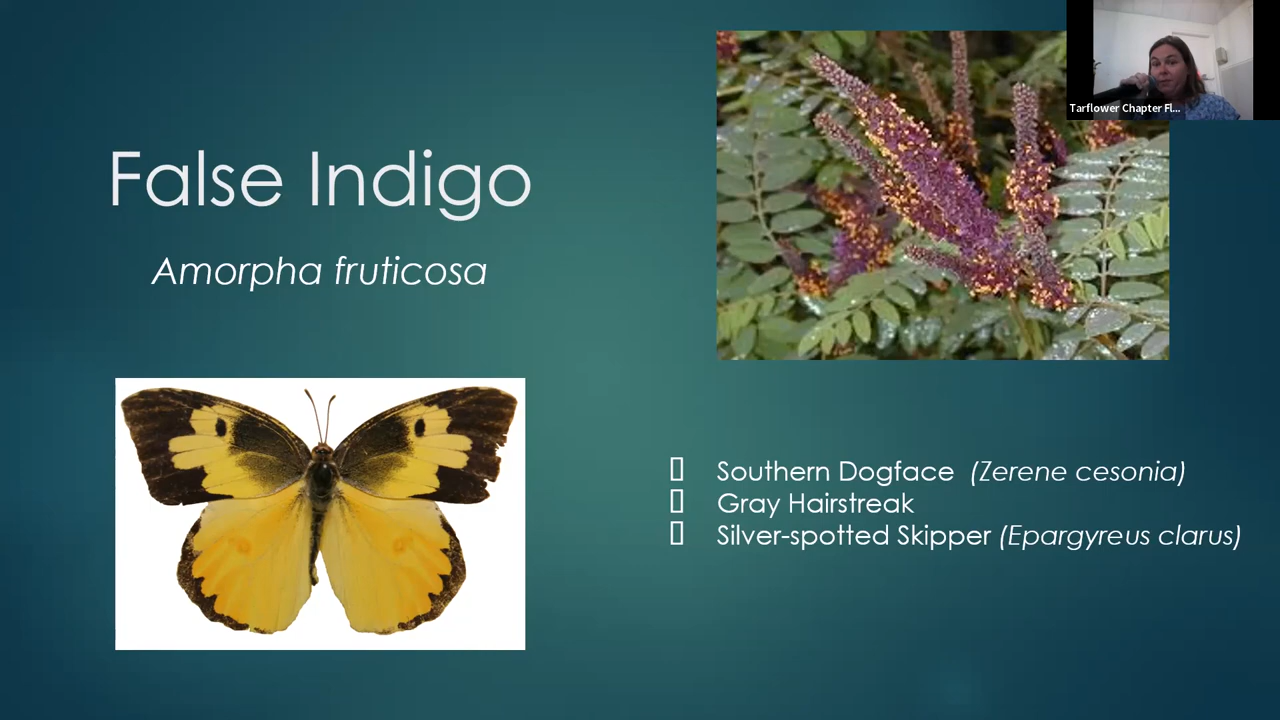 Tarflower Chapter Fl...
False Indigo
Amorpha fruticosa
Southern Dogface (Zerene cesonia)
Gray Hairstreak
Silver-spotted Skipper (Epargyreus clarus)